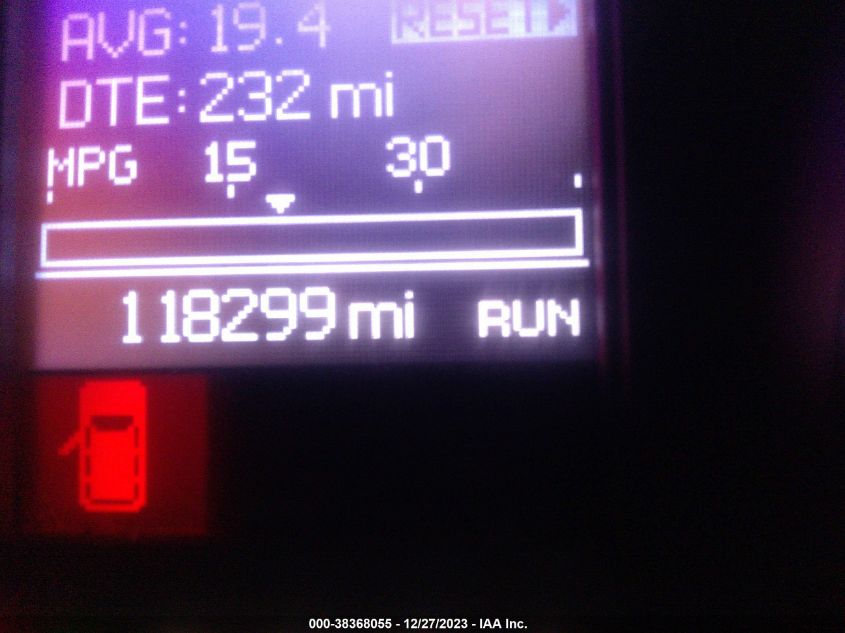 AVG: 19.4 RESET
DTE: 232 mi
MPG 15 30
118299 mi RUN
000-38368055 - 12/27/2023 - IAA Inc.